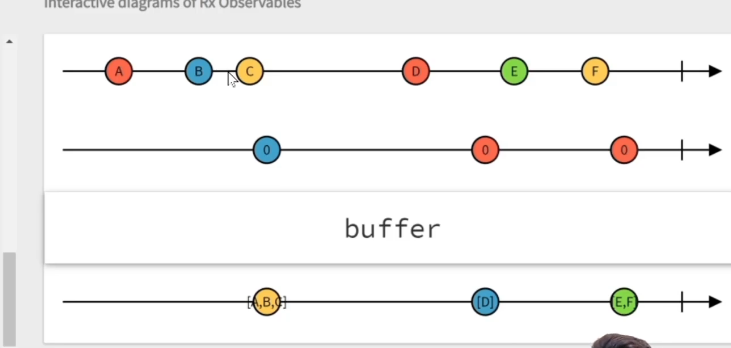 Interactive diagrams of Rx Observables
A B C D E F
0 0 0
buffer
[A,B,C] [D] [E,F]